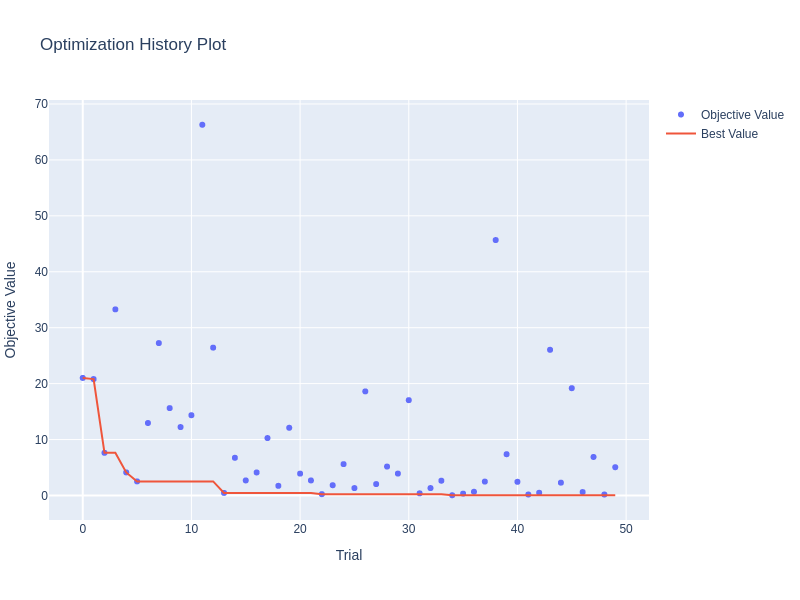 Optimization History Plot
Objective Value
Best Value
70
60
50
40
30
20
10
0
Objective Value
0 10 20 30 40 50
Trial